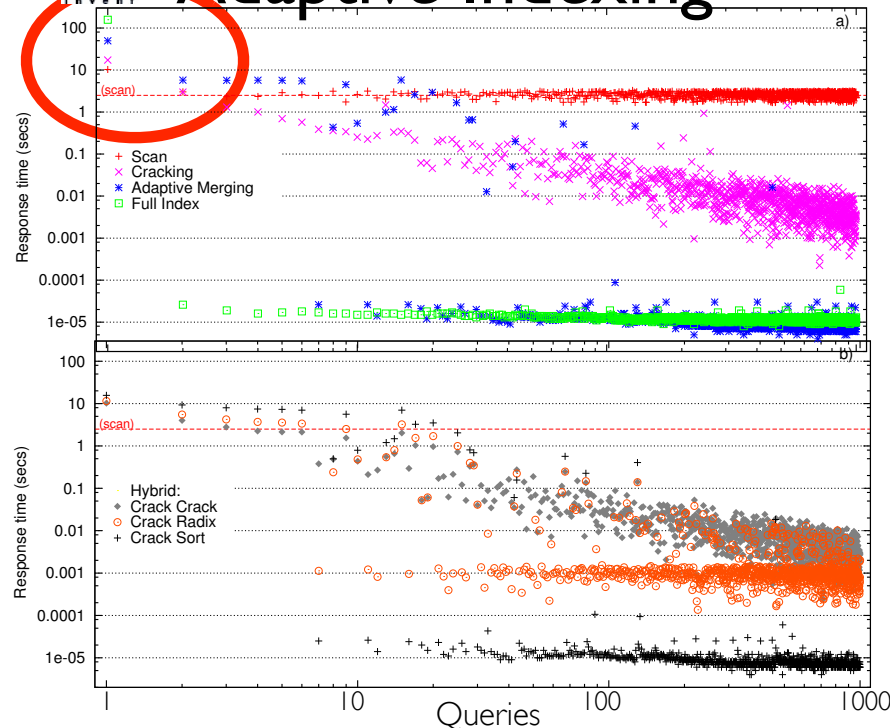 Adaptive Indexing
a)
100
10
(scan)
1
0.1
0.01
0.001
0.0001
1e-05
Response time (secs)
Scan
Cracking
Adaptive Merging
Full Index
b)
100
10
(scan)
1
0.1
0.01
0.001
0.0001
1e-05
Response time (secs)
Hybrid:
Crack Crack
Crack Radix
Crack Sort
1 10 100 1000
Queries